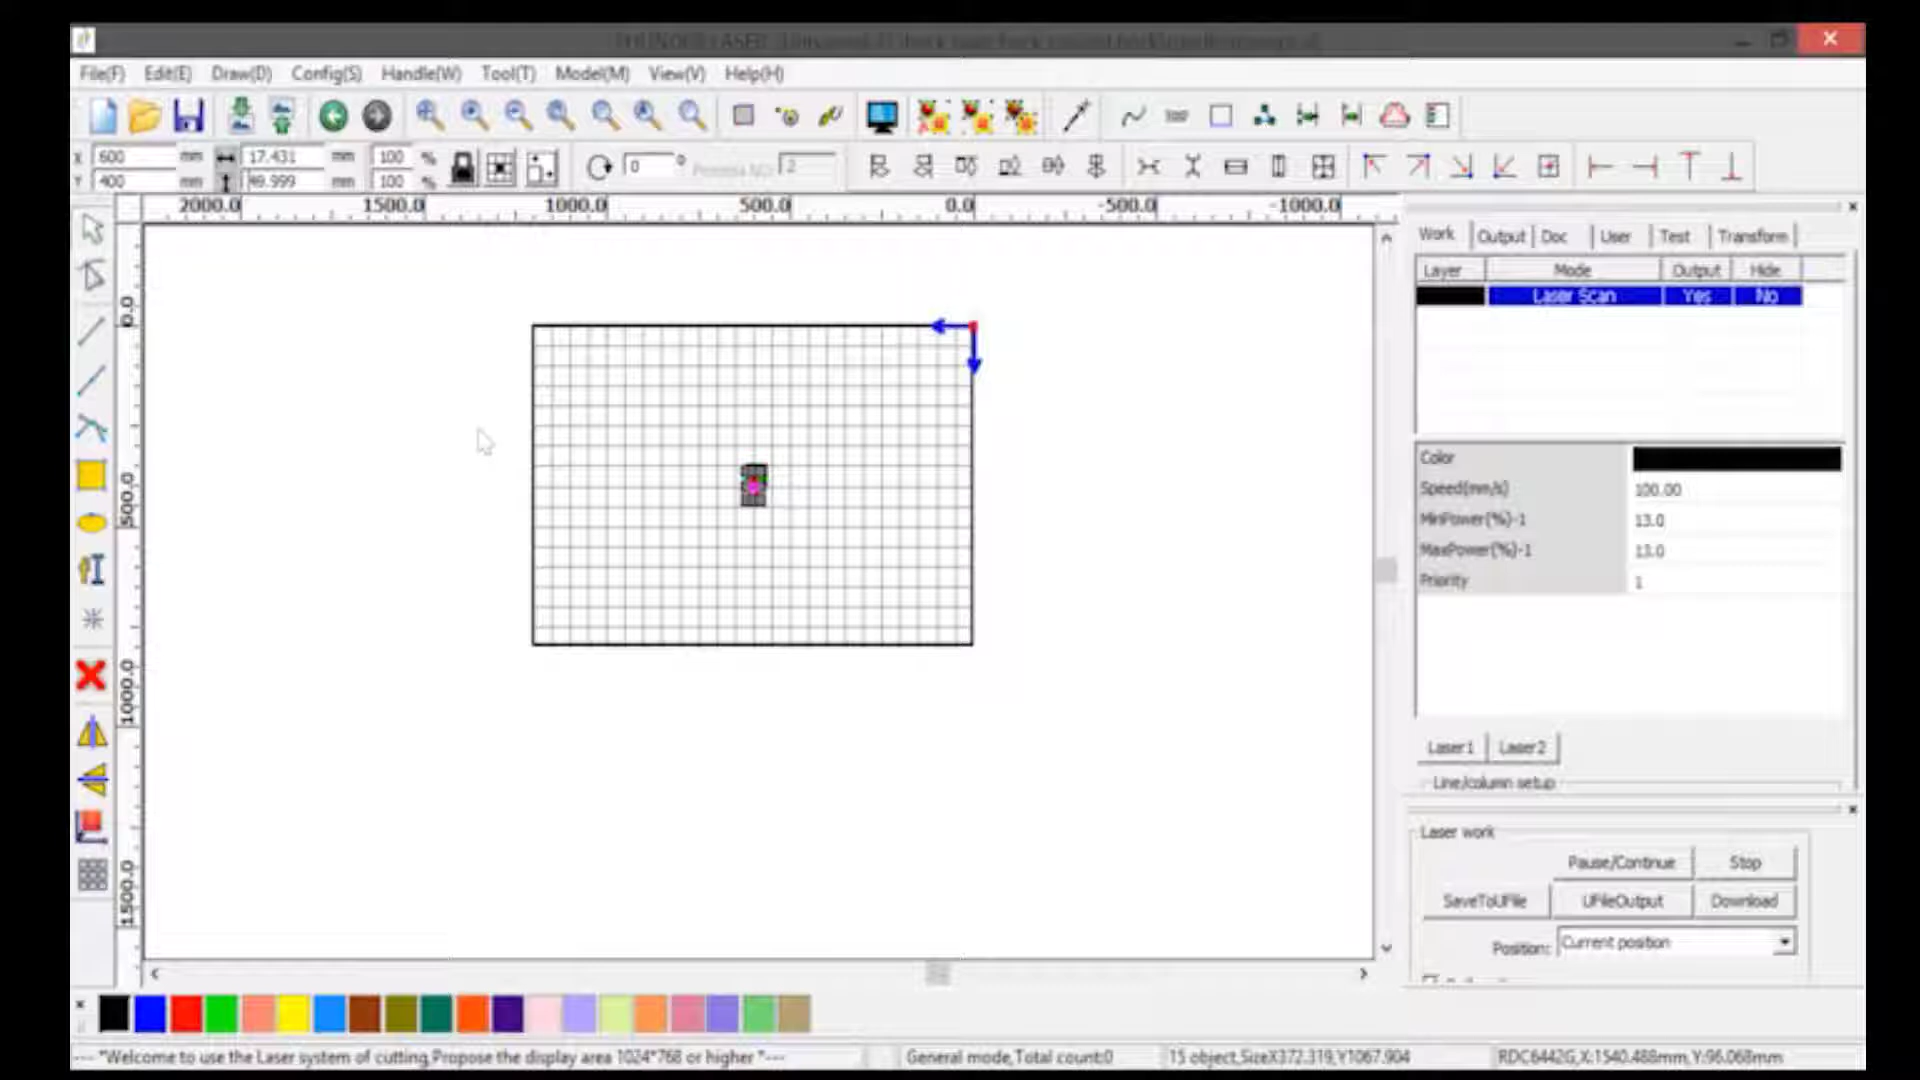 File(F) Edit(E) Draw(D) Config(S) Handle(W) Tool(T) Model(M) View(V) Help(H)
X 600 mm 17.431 mm 100 %
Y 400 mm 49.999 mm 100 %
0 ° Process NO: 2
2000.0 1500.0 1000.0 500.0 0.0 -500.0 -1000.0
0.0
500.0
1000.0
1500.0
Work Output Doc User Test Transform
Layer Mode Output Hide
Laser Scan Yes No
Color
Speed(mm/s) 100.00
MinPower(%)-1 13.0
MaxPower(%)-1 13.0
Priority 1
Laser1 Laser2
Line/column setup
Laser work
Pause/Continue Stop
SaveToUFile UFileOutput Download
Position: Current position
--- *Welcome to use the Laser system of cutting,Propose the display area 1024*768 or higher *---
General mode,Total count:0
15 object,SizeX372.319,Y1067.904
RDC6442G,X:1540.488mm,Y:96.068mm